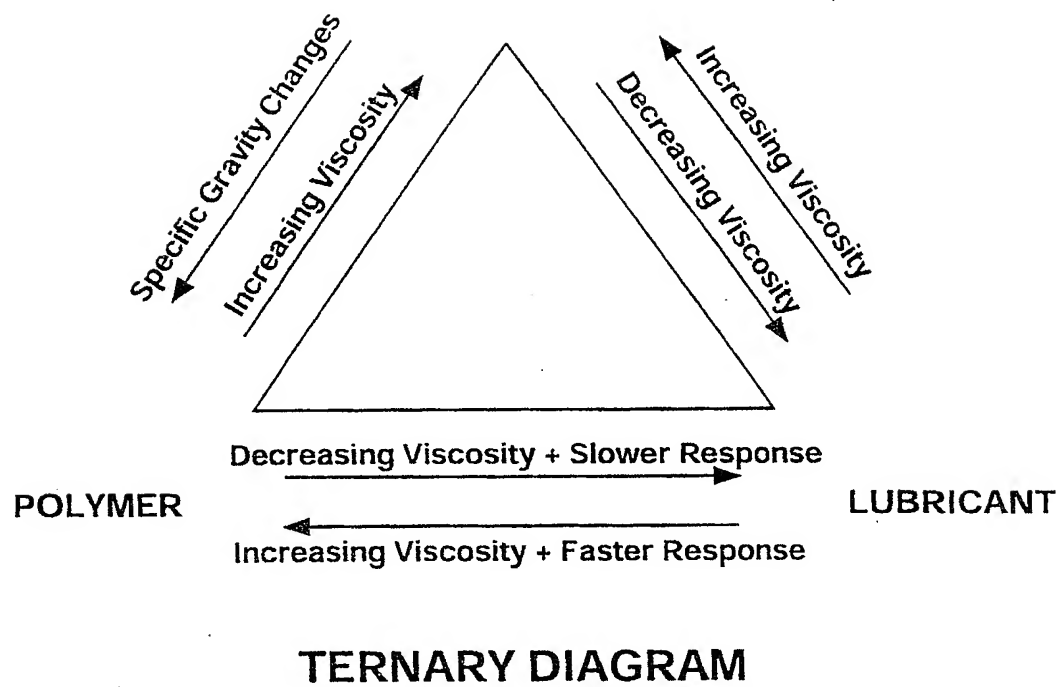 Specific Gravity Changes
Increasing Viscosity
Decreasing Viscosity
Increasing Viscosity
Decreasing Viscosity + Slower Response
POLYMER
LUBRICANT
Increasing Viscosity + Faster Response
TERNARY DIAGRAM